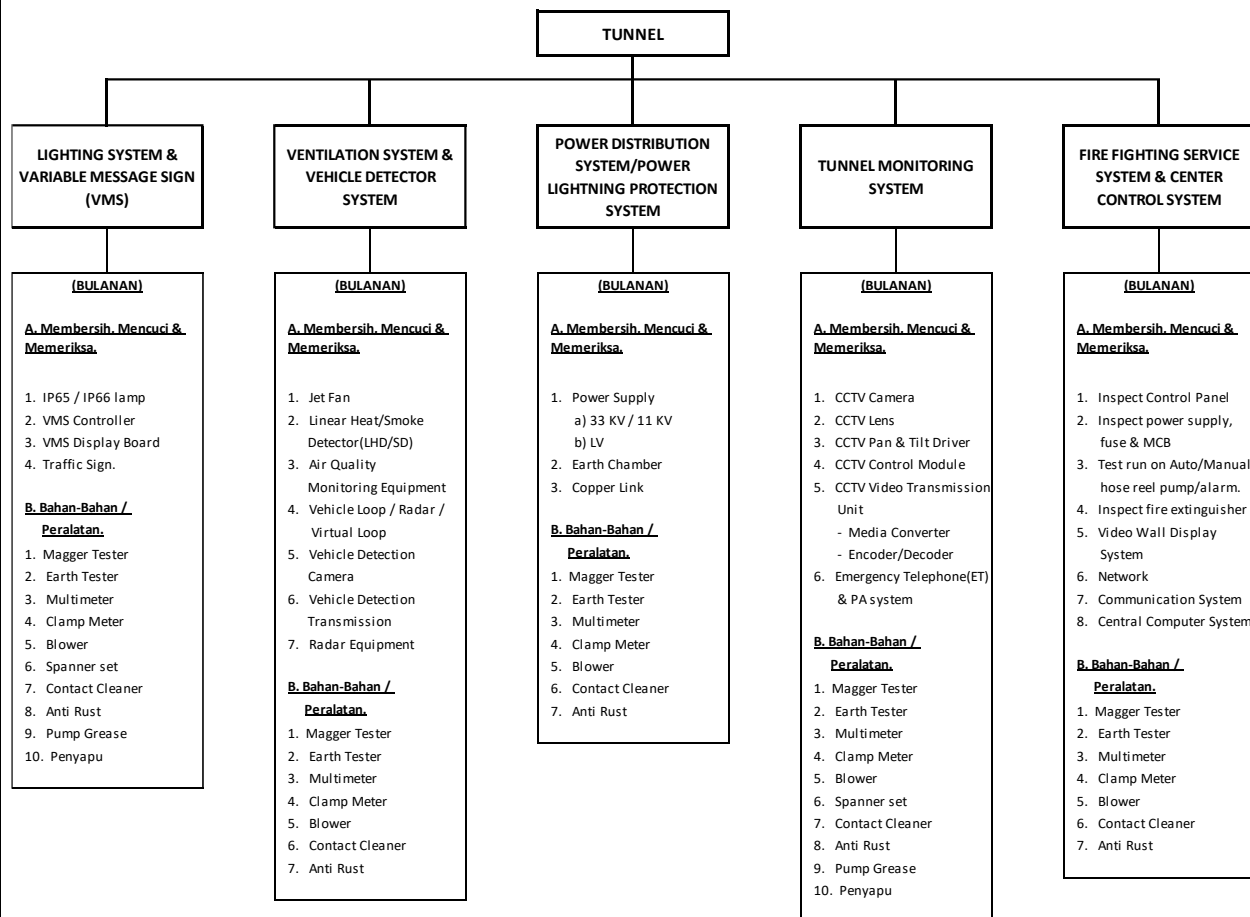 TUNNEL
LIGHTING SYSTEM &
VARIABLE MESSAGE SIGN
(VMS)
(BULANAN)
A. Membersih, Mencuci &
Memeriksa.
1. IP65 / IP66 lamp
2. VMS Controller
3. VMS Display Board
4. Traffic Sign.
B. Bahan-Bahan /
Peralatan.
1. Magger Tester
2. Earth Tester
3. Multimeter
4. Clamp Meter
5. Blower
6. Spanner set
7. Contact Cleaner
8. Anti Rust
9. Pump Grease
10. Penyapu
VENTILATION SYSTEM &
VEHICLE DETECTOR
SYSTEM
(BULANAN)
A. Membersih, Mencuci &
Memeriksa.
1. Jet Fan
2. Linear Heat/Smoke
Detector(LHD/SD)
3. Air Quality
Monitoring Equipment
4. Vehicle Loop / Radar /
Virtual Loop
5. Vehicle Detection
Camera
6. Vehicle Detection
Transmission
7. Radar Equipment
B. Bahan-Bahan /
Peralatan.
1. Magger Tester
2. Earth Tester
3. Multimeter
4. Clamp Meter
5. Blower
6. Contact Cleaner
7. Anti Rust
POWER DISTRIBUTION
SYSTEM/POWER
LIGHTNING PROTECTION
SYSTEM
(BULANAN)
A. Membersih, Mencuci &
Memeriksa.
1. Power Supply
a) 33 KV / 11 KV
b) LV
2. Earth Chamber
3. Copper Link
B. Bahan-Bahan /
Peralatan.
1. Magger Tester
2. Earth Tester
3. Multimeter
4. Clamp Meter
5. Blower
6. Contact Cleaner
7. Anti Rust
TUNNEL MONITORING
SYSTEM
(BULANAN)
A. Membersih, Mencuci &
Memeriksa.
1. CCTV Camera
2. CCTV Lens
3. CCTV Pan & Tilt Driver
4. CCTV Control Module
5. CCTV Video Transmission
Unit
- Media Converter
- Encoder/Decoder
6. Emergency Telephone(ET)
& PA system
B. Bahan-Bahan /
Peralatan.
1. Magger Tester
2. Earth Tester
3. Multimeter
4. Clamp Meter
5. Blower
6. Spanner set
7. Contact Cleaner
8. Anti Rust
9. Pump Grease
10. Penyapu
FIRE FIGHTING SERVICE
SYSTEM & CENTER
CONTROL SYSTEM
(BULANAN)
A. Membersih, Mencuci &
Memeriksa.
1. Inspect Control Panel
2. Inspect power supply,
fuse & MCB
3. Test run on Auto/Manual
hose reel pump/alarm.
4. Inspect fire extinguisher
5. Video Wall Display
System
6. Network
7. Communication System
8. Central Computer System
B. Bahan-Bahan /
Peralatan.
1. Magger Tester
2. Earth Tester
3. Multimeter
4. Clamp Meter
5. Blower
6. Contact Cleaner
7. Anti Rust